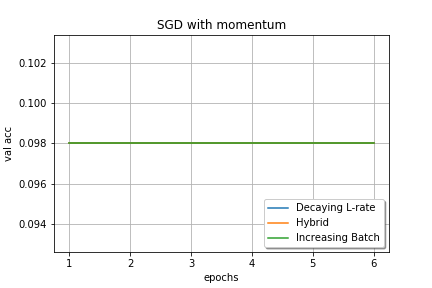 SGD with momentum
val acc
0.102
0.100
0.098
0.096
0.094
Decaying L-rate
Hybrid
Increasing Batch
1 2 3 4 5 6
epochs